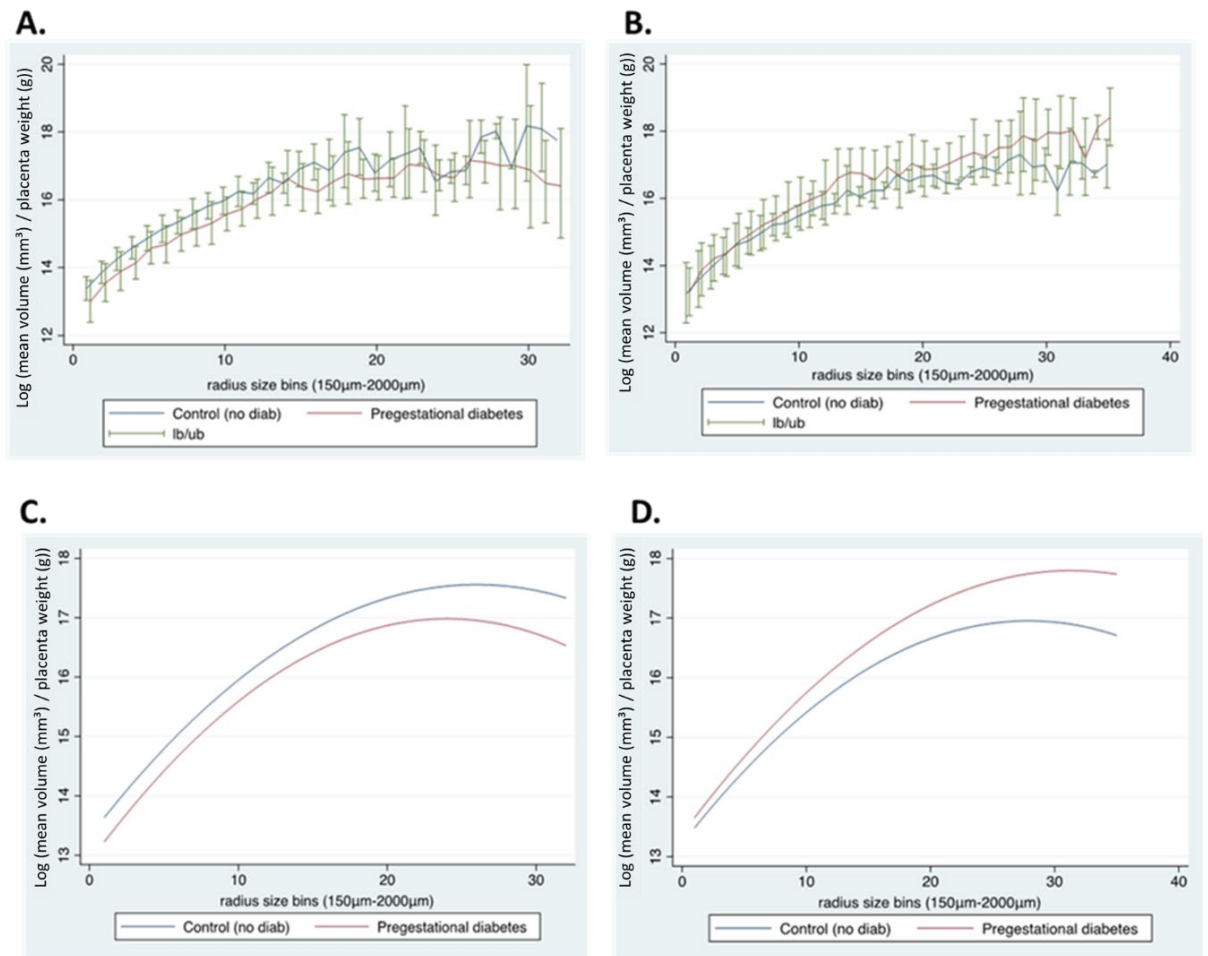 A.
Log (mean volume (mm³) / placenta weight (g))
20
18
16
14
12
0 10 20 30
radius size bins (150µm-2000µm)
Control (no diab) Pregestational diabetes
lb/ub
B.
Log (mean volume (mm³) / placenta weight (g))
20
18
16
14
12
0 10 20 30 40
radius size bins (150µm-2000µm)
Control (no diab) Pregestational diabetes
lb/ub
C.
Log (mean volume (mm³) / placenta weight (g))
18
17
16
15
14
13
0 10 20 30
radius size bins (150µm-2000µm)
Control (no diab) Pregestational diabetes
D.
Log (mean volume (mm³) / placenta weight (g))
18
17
16
15
14
13
0 10 20 30 40
radius size bins (150µm-2000µm)
Control (no diab) Pregestational diabetes